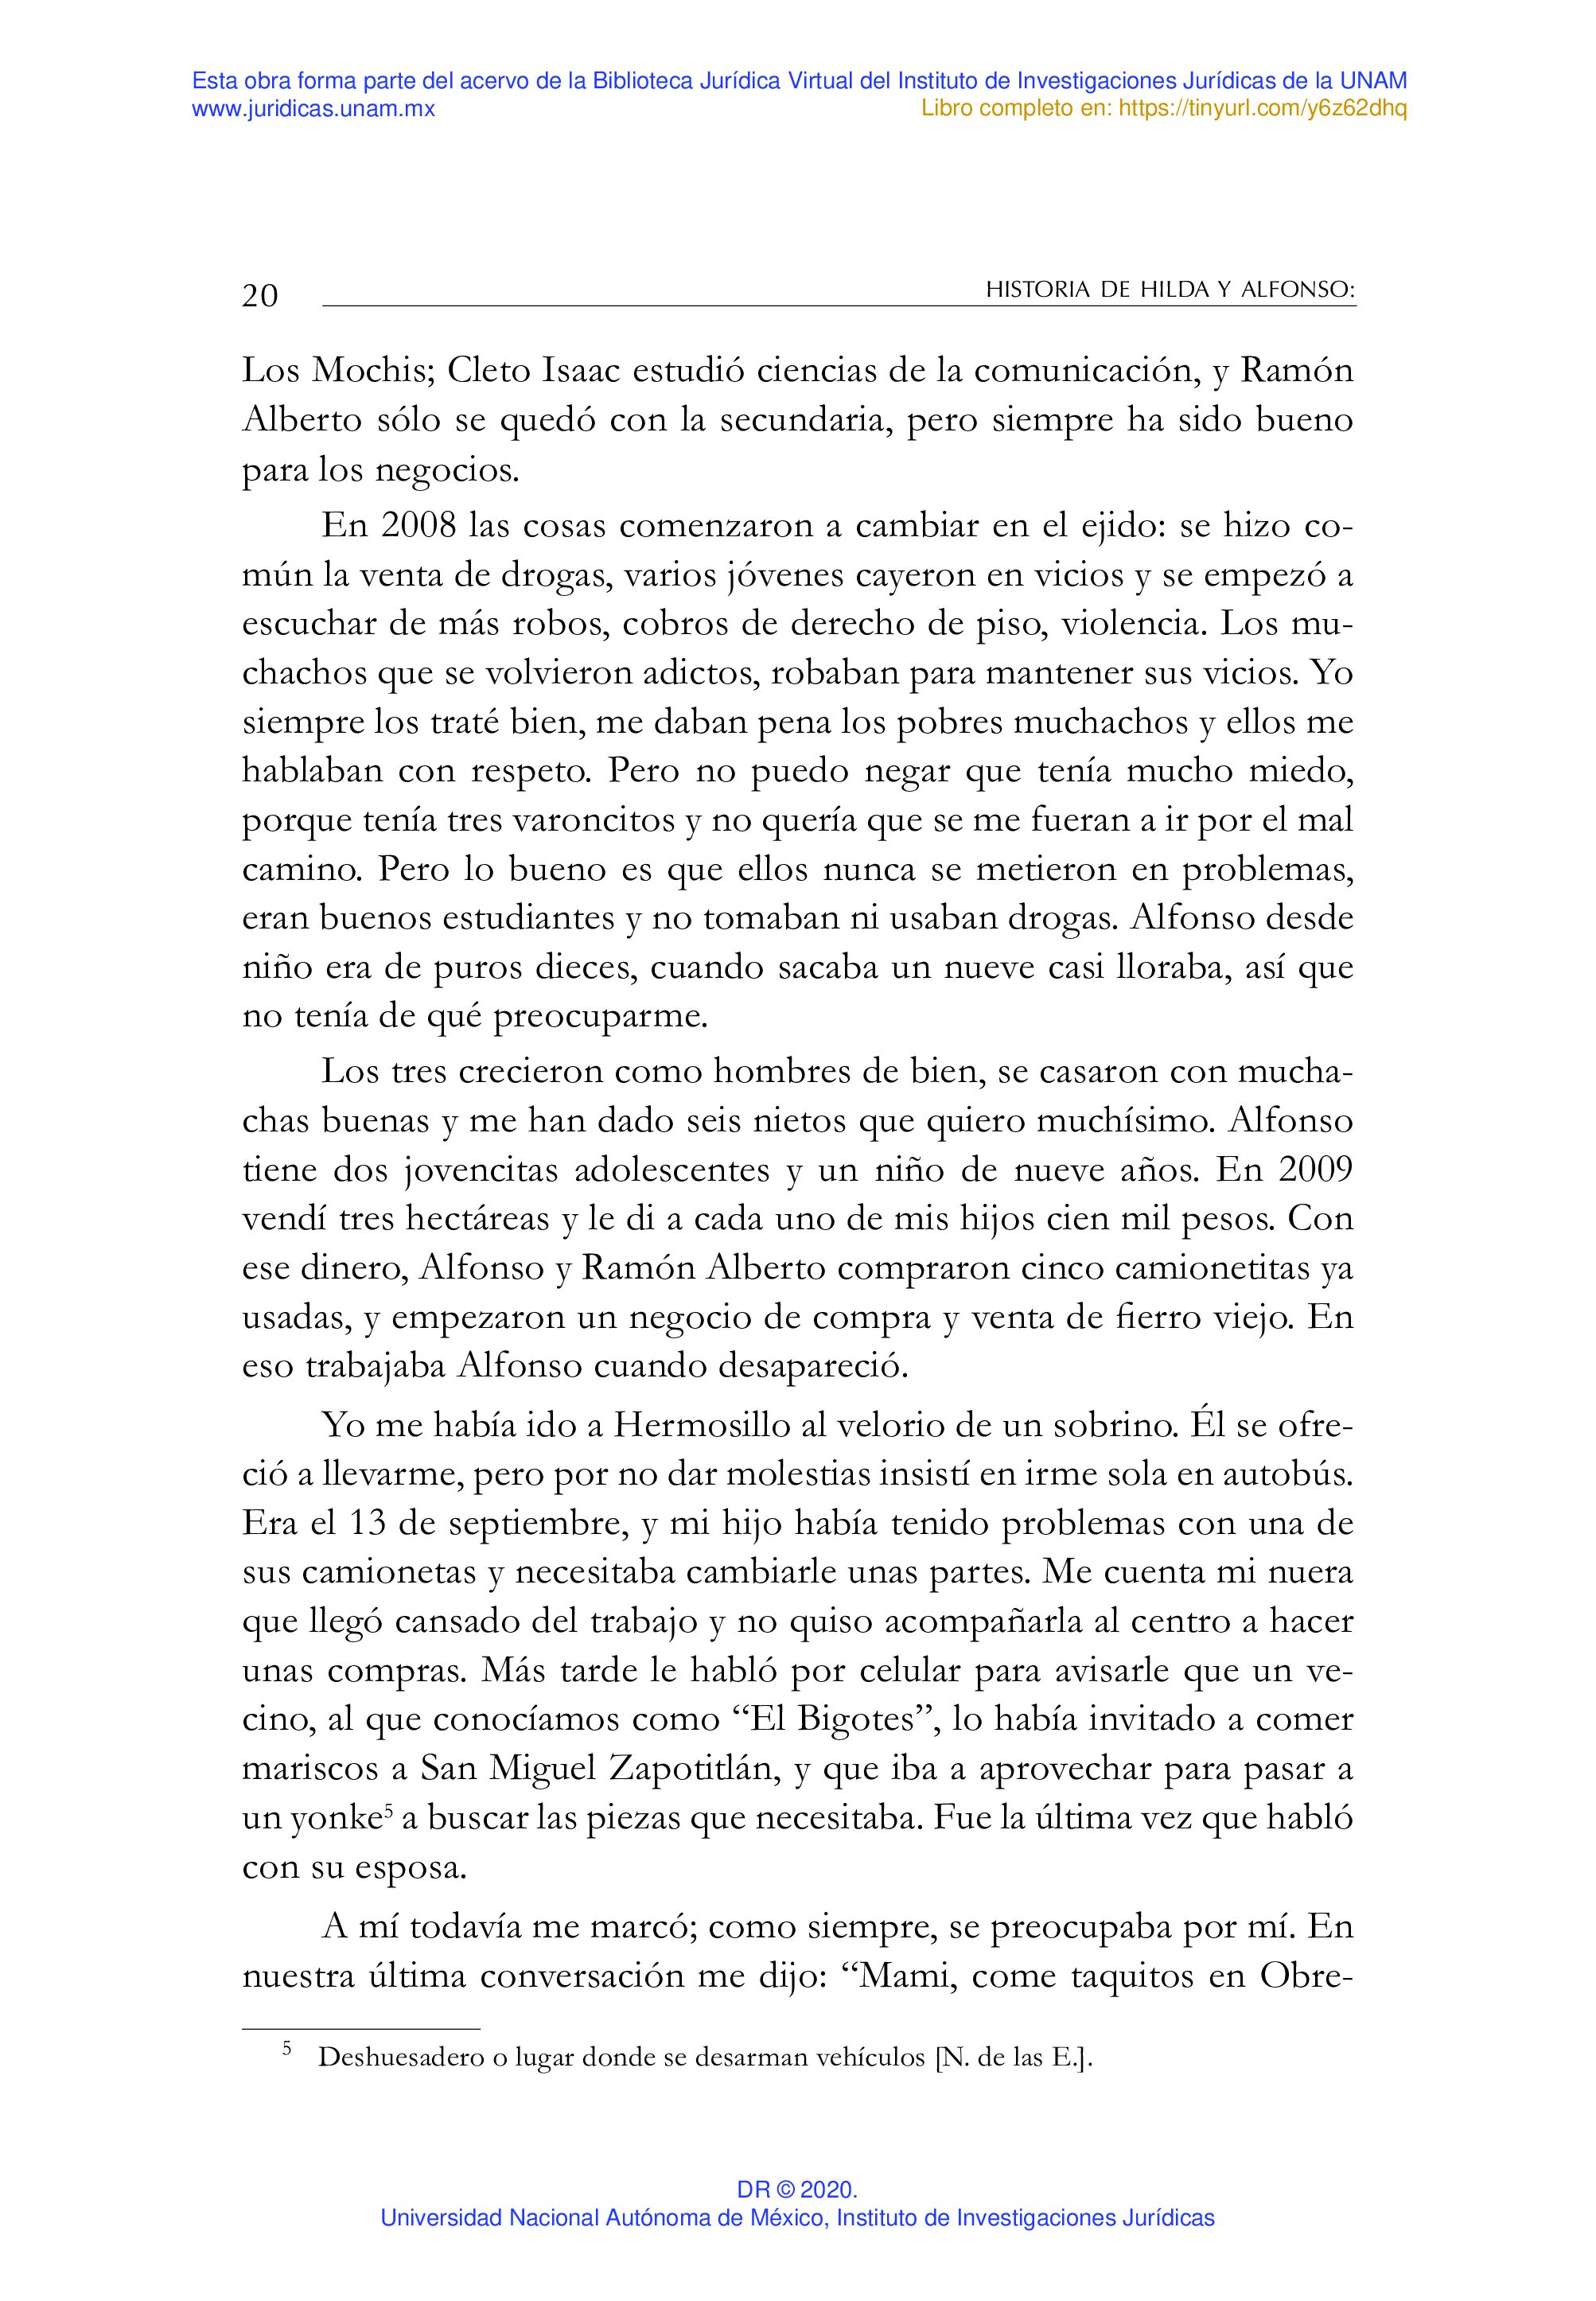 Esta obra forma parte del acervo de la Biblioteca Jurídica Virtual del Instituto de Investigaciones Jurídicas de la UNAM
www.juridicas.unam.mx
Libro completo en: https://tinyurl.com/y6z62dhq
20
HISTORIA DE HILDA Y ALFONSO:
Los Mochis; Cleto Isaac estudió ciencias de la comunicación, y Ramón
Alberto sólo se quedó con la secundaria, pero siempre ha sido bueno
para los negocios.
En 2008 las cosas comenzaron a cambiar en el ejido: se hizo co-
mún la venta de drogas, varios jóvenes cayeron en vicios y se empezó a
escuchar de más robos, cobros de derecho de piso, violencia. Los mu-
chachos que se volvieron adictos, robaban para mantener sus vicios. Yo
siempre los traté bien, me daban pena los pobres muchachos y ellos me
hablaban con respeto. Pero no puedo negar que tenía mucho miedo,
porque tenía tres varoncitos y no quería que se me fueran a ir por el mal
camino. Pero lo bueno es que ellos nunca se metieron en problemas,
eran buenos estudiantes y no tomaban ni usaban drogas. Alfonso desde
niño era de puros dieces, cuando sacaba un nueve casi lloraba, así que
no tenía de qué preocuparme.
Los tres crecieron como hombres de bien, se casaron con mucha-
chas buenas y me han dado seis nietos que quiero muchísimo. Alfonso
tiene dos jovencitas adolescentes y un niño de nueve años. En 2009
vendí tres hectáreas y le di a cada uno de mis hijos cien mil pesos. Con
ese dinero, Alfonso y Ramón Alberto compraron cinco camionetitas ya
usadas, y empezaron un negocio de compra y venta de fierro viejo. En
eso trabajaba Alfonso cuando desapareció.
Yo me había ido a Hermosillo al velorio de un sobrino. Él se ofre-
ció a llevarme, pero por no dar molestias insistí en irme sola en autobús.
Era el 13 de septiembre, y mi hijo había tenido problemas con una de
sus camionetas y necesitaba cambiarle unas partes. Me cuenta mi nuera
que llegó cansado del trabajo y no quiso acompañarla al centro a hacer
unas compras. Más tarde le habló por celular para avisarle que un ve-
cino, al que conocíamos como “El Bigotes”, lo había invitado a comer
mariscos a San Miguel Zapotitlán, y que iba a aprovechar para pasar a
un yonke⁵ a buscar las piezas que necesitaba. Fue la última vez que habló
con su esposa.
A mí todavía me marcó; como siempre, se preocupaba por mí. En
nuestra última conversación me dijo: “Mami, come taquitos en Obre-
⁵ Deshuesadero o lugar donde se desarman vehículos [N. de las E.].
DR © 2020.
Universidad Nacional Autónoma de México, Instituto de Investigaciones Jurídicas